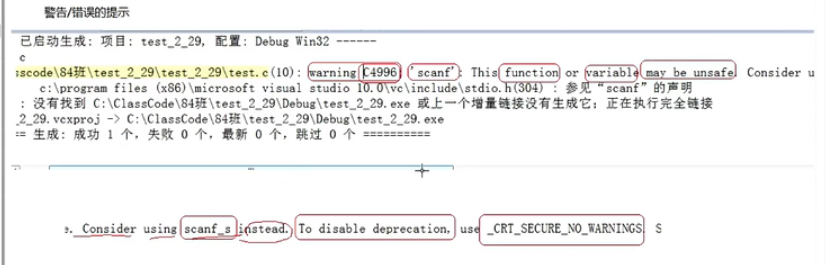 警告/错误的提示
已启动生成: 项目: test_2_29, 配置: Debug Win32 ------
c
sscode\84班\test_2_29\test_2_29\test.c(10): warning C4996: 'scanf': This function or variable may be unsafe. Consider u
c:\program files (x86)\microsoft visual studio 10.0\vc\include\stdio.h(304) : 参见“scanf”的声明
: 没有找到 C:\ClassCode\84班\test_2_29\Debug\test_2_29.exe 或上一个增量链接没有生成它; 正在执行完全链接
_2_29.vcxproj -> C:\ClassCode\84班\test_2_29\Debug\test_2_29.exe
== 生成: 成功 1 个, 失败 0 个, 最新 0 个, 跳过 0 个 ==========
e. Consider using scanf_s instead. To disable deprecation, use _CRT_SECURE_NO_WARNINGS. S